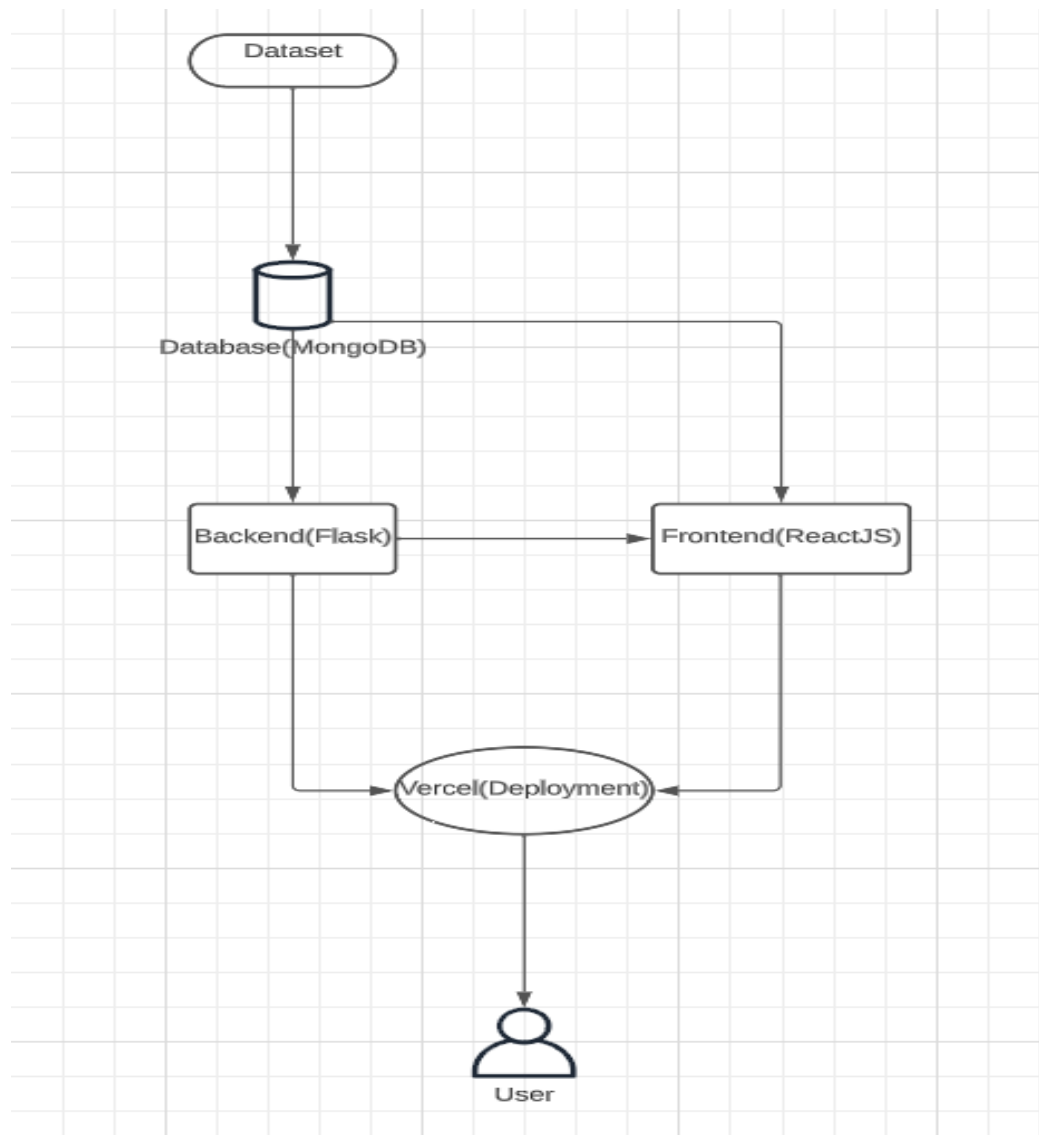 Dataset
Database(MongoDB)
Backend(Flask)
Frontend(ReactJS)
Vercel(Deployment)
User